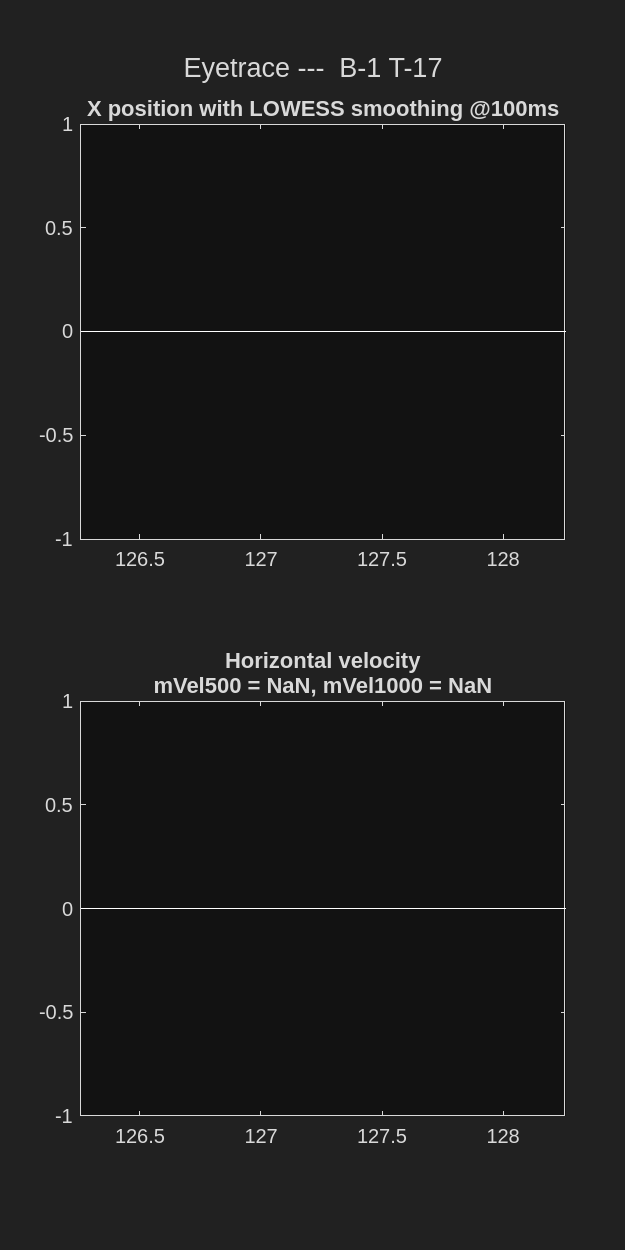 Eyetrace ---  B-1 T-17
X position with LOWESS smoothing @100ms
1
0.5
0
-0.5
-1
126.5 127 127.5 128
Horizontal velocity
mVel500 = NaN, mVel1000 = NaN
1
0.5
0
-0.5
-1
126.5 127 127.5 128